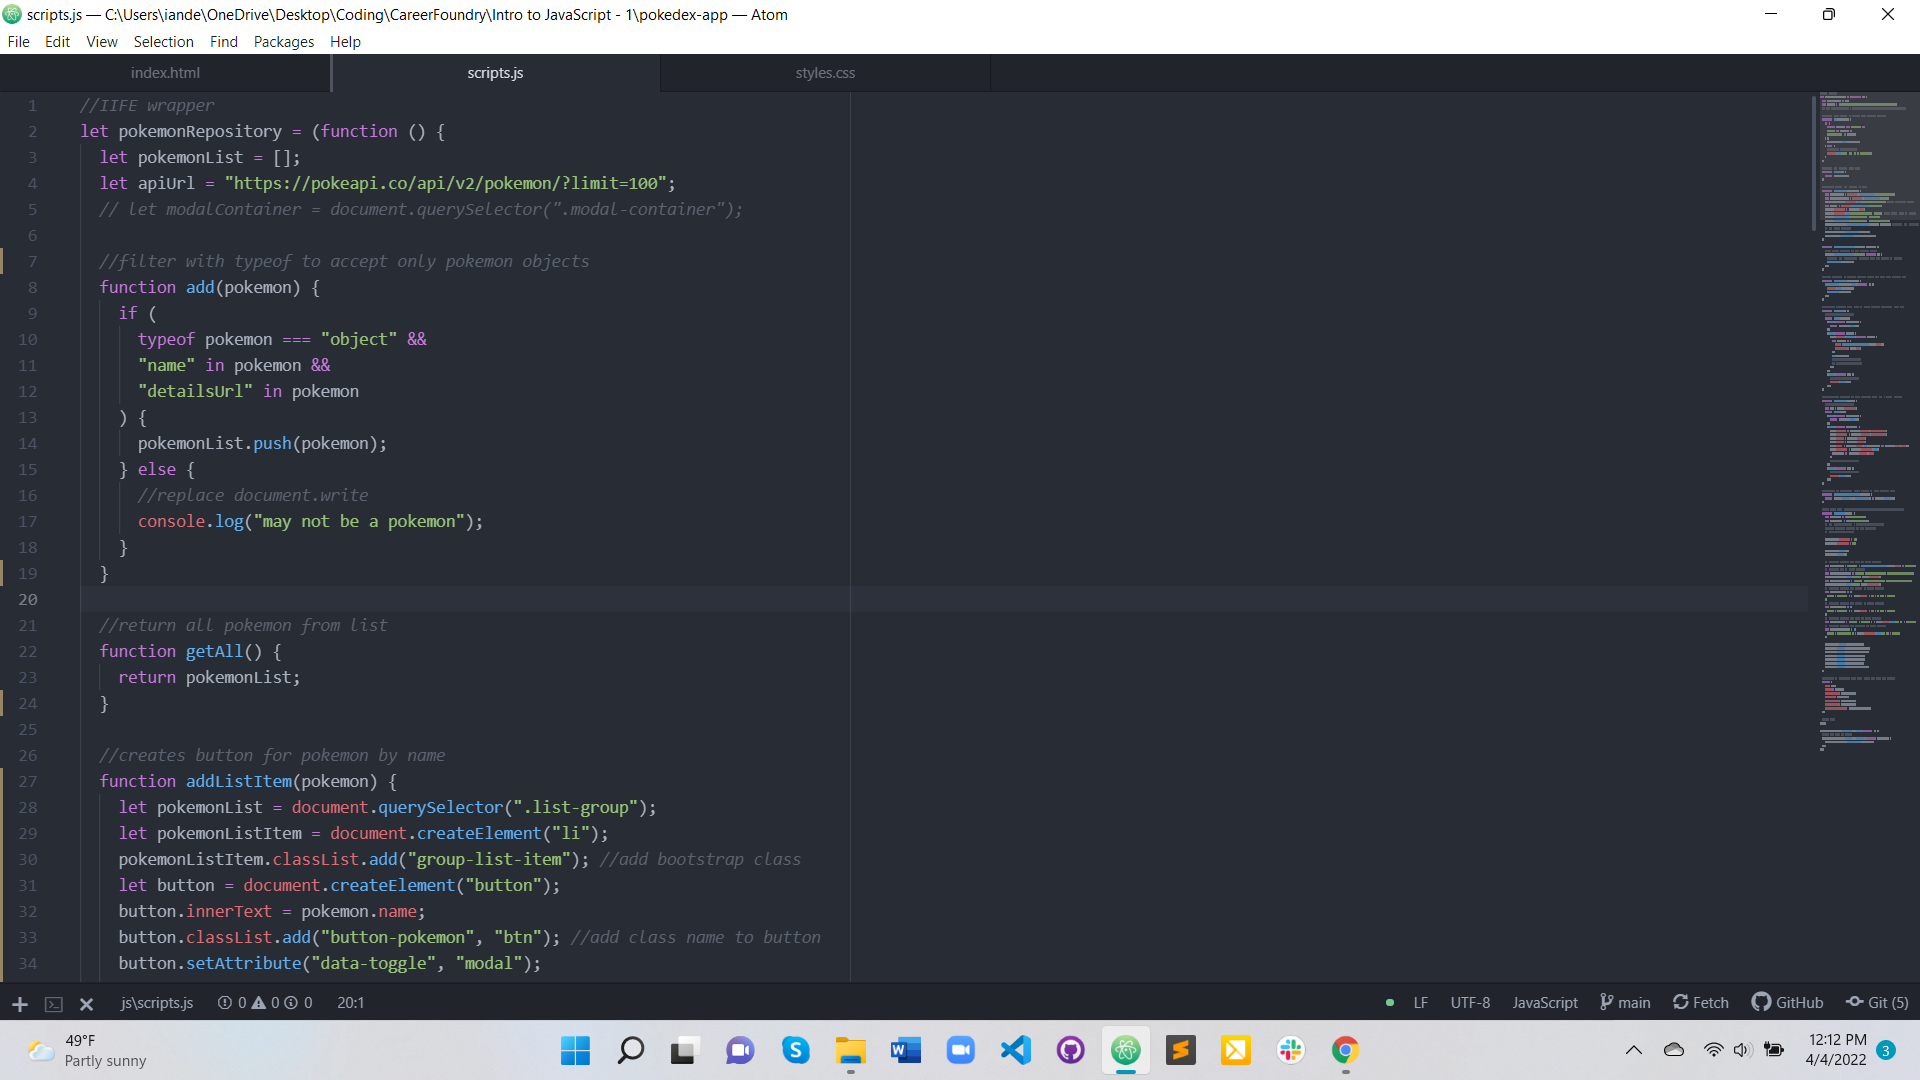 scripts.js — C:\Users\iande\OneDrive\Desktop\Coding\CareerFoundry\Intro to JavaScript - 1\pokedex-app — Atom
File Edit View Selection Find Packages Help
index.html scripts.js styles.css
1 //IIFE wrapper
2 let pokemonRepository = (function () {
3 let pokemonList = [];
4 let apiUrl = "https://pokeapi.co/api/v2/pokemon/?limit=100";
5 // let modalContainer = document.querySelector(".modal-container");
6
7 //filter with typeof to accept only pokemon objects
8 function add(pokemon) {
9 if (
10 typeof pokemon === "object" &&
11 "name" in pokemon &&
12 "detailsUrl" in pokemon
13 ) {
14 pokemonList.push(pokemon);
15 } else {
16 //replace document.write
17 console.log("may not be a pokemon");
18 }
19 }
20
21 //return all pokemon from list
22 function getAll() {
23 return pokemonList;
24 }
25
26 //creates button for pokemon by name
27 function addListItem(pokemon) {
28 let pokemonList = document.querySelector(".list-group");
29 let pokemonListItem = document.createElement("li");
30 pokemonListItem.classList.add("group-list-item"); //add bootstrap class
31 let button = document.createElement("button");
32 button.innerText = pokemon.name;
33 button.classList.add("button-pokemon", "btn"); //add class name to button
34 button.setAttribute("data-toggle", "modal");
js\scripts.js 0 0 0 20:1 LF UTF-8 JavaScript main Fetch GitHub Git (5)
49°F
Partly sunny
12:12 PM
4/4/2022
3